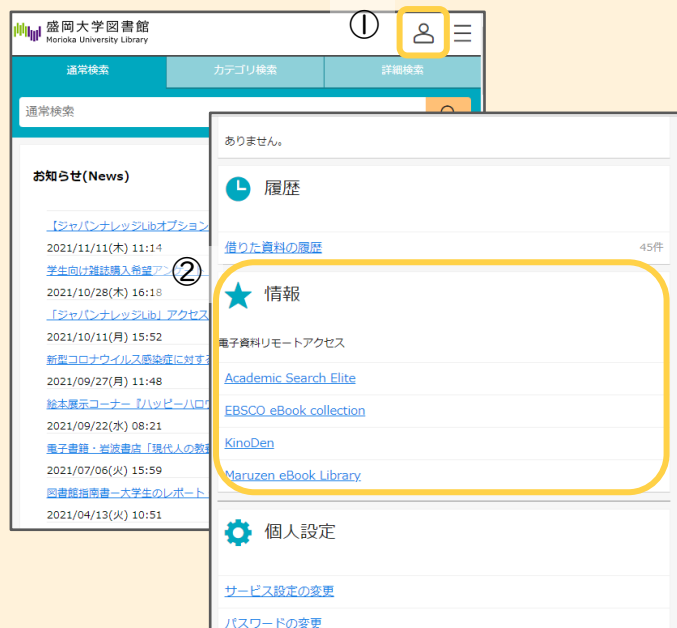 ①
盛岡大学図書館
Morioka University Library
通常検索
カテゴリ検索
詳細検索
通常検索
お知らせ(News)
【ジャパンナレッジLibオプション
2021/11/11(木) 11:14
学生向け雑誌購入希望アンケート
2021/10/28(木) 16:18
「ジャパンナレッジLib」アクセス
2021/10/11(月) 15:52
新型コロナウイルス感染症に対する
2021/09/27(月) 11:48
絵本展示コーナー『ハッピーハロウ
2021/09/22(水) 08:21
電子書籍・岩波書店「現代人の教養
2021/07/06(火) 15:59
図書館指南書ー大学生のレポート・
2021/04/13(火) 10:51
②
ありません。
履歴
借りた資料の履歴
45件
情報
電子資料リモートアクセス
Academic Search Elite
EBSCO eBook collection
KinoDen
Maruzen eBook Library
個人設定
サービス設定の変更
パスワードの変更